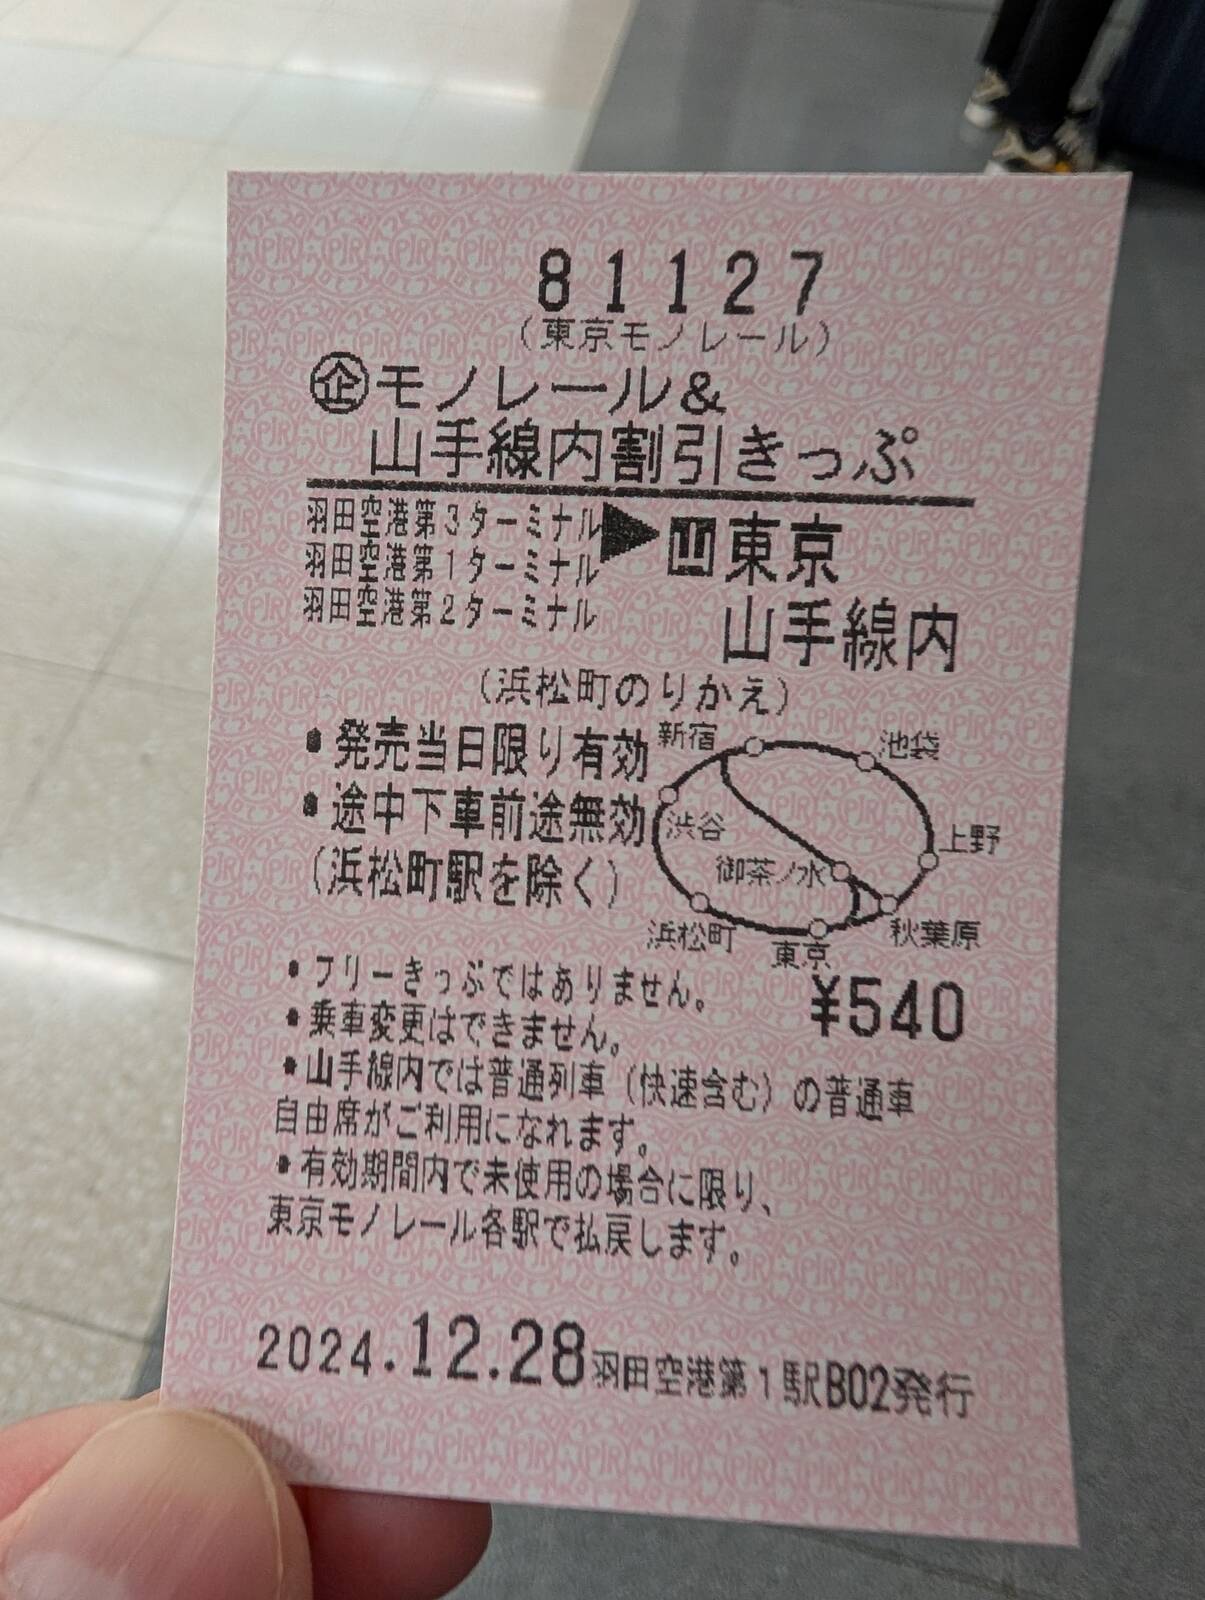 81127
(東京モノレール)
㋖モノレール&
山手線内割引きっぷ
羽田空港第3ターミナル
羽田空港第1ターミナル
羽田空港第2ターミナル
▶
山東京
山手線内
(浜松町のりかえ)
・発売当日限り有効
・途中下車前途無効
(浜松町駅を除く)
新宿
池袋
渋谷
上野
御茶ノ水
浜松町
東京
秋葉原
・フリーきっぷではありません。
¥540
・乗車変更はできません。
・山手線内では普通列車(快速含む)の普通車
自由席がご利用になれます。
・有効期間内で未使用の場合に限り、
東京モノレール各駅で払戻します。
2024.12.28羽田空港第1駅B02発行